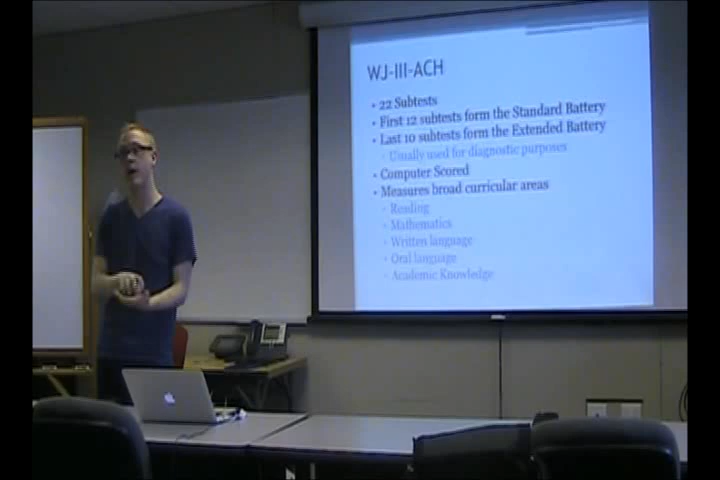 WJ-III-ACH
• 22 Subtests
• First 12 subtests form the Standard Battery
• Last 10 subtests form the Extended Battery
• Usually used for diagnostic purposes
• Computer Scored
• Measures broad curricular areas
• Reading
• Mathematics
• Written language
• Oral language
• Academic Knowledge